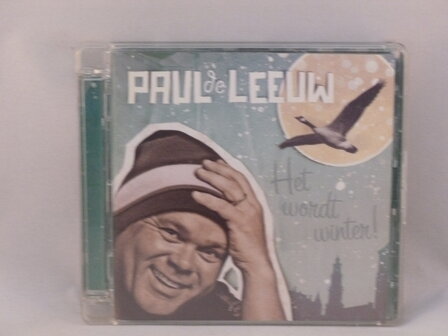 PAUL de LEEUW
Het
wordt
winter!